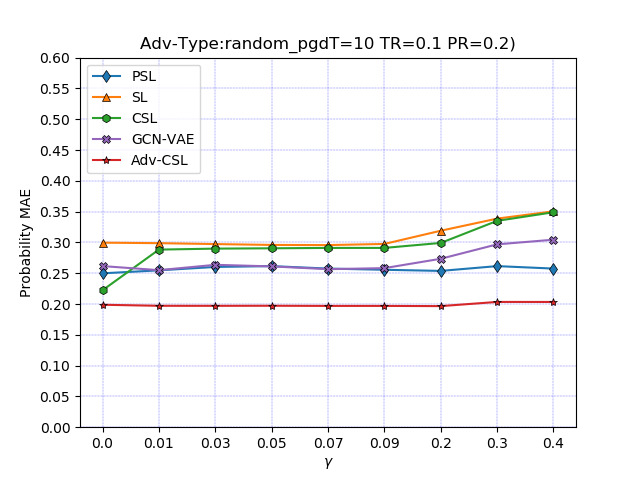 Adv-Type:random_pgdT=10 TR=0.1 PR=0.2)
PSL
SL
CSL
GCN-VAE
Adv-CSL
Probability MAE
0.60
0.55
0.50
0.45
0.40
0.35
0.30
0.25
0.20
0.15
0.10
0.05
0.00
0.0 0.01 0.03 0.05 0.07 0.09 0.2 0.3 0.4
γ